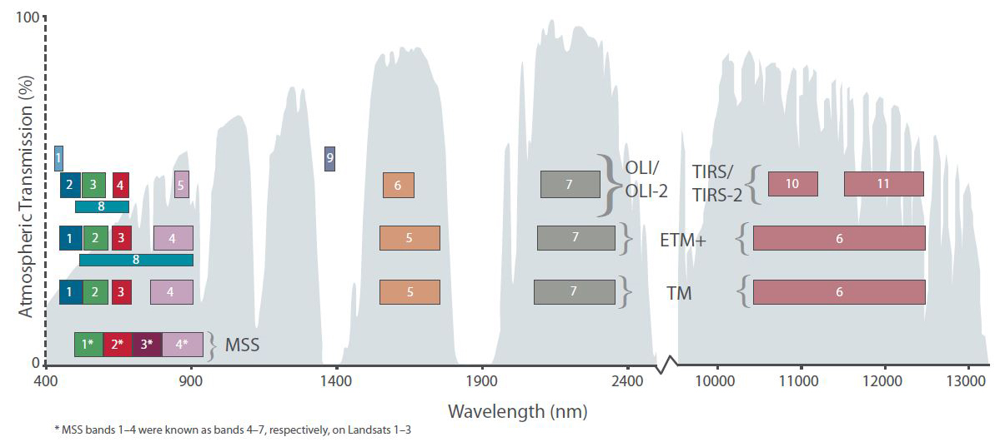 100
Atmospheric Transmission (%)
1
9
2 3 4 5 6 7 OLI/ OLI-2 TIRS/ TIRS-2 10 11
8
1 2 3 4 5 7 ETM+ 6
8
1 2 3 4 5 7 TM 6
1* 2* 3* 4* MSS
0
400 900 1400 1900 2400 10000 11000 12000 13000
Wavelength (nm)
* MSS bands 1–4 were known as bands 4–7, respectively, on Landsats 1–3